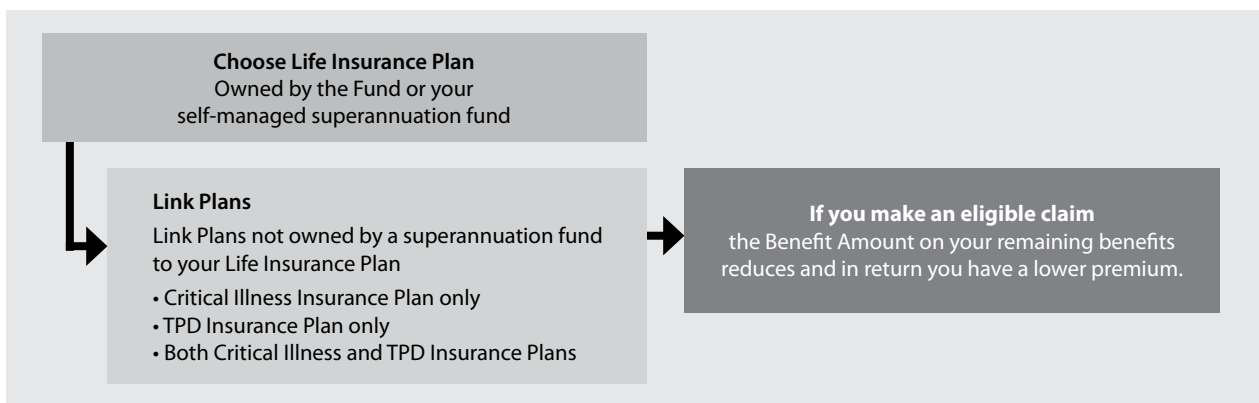 Choose Life Insurance Plan
Owned by the Fund or your
self-managed superannuation fund
Link Plans
Link Plans not owned by a superannuation fund
to your Life Insurance Plan
• Critical Illness Insurance Plan only
• TPD Insurance Plan only
• Both Critical Illness and TPD Insurance Plans
If you make an eligible claim
the Benefit Amount on your remaining benefits
reduces and in return you have a lower premium.